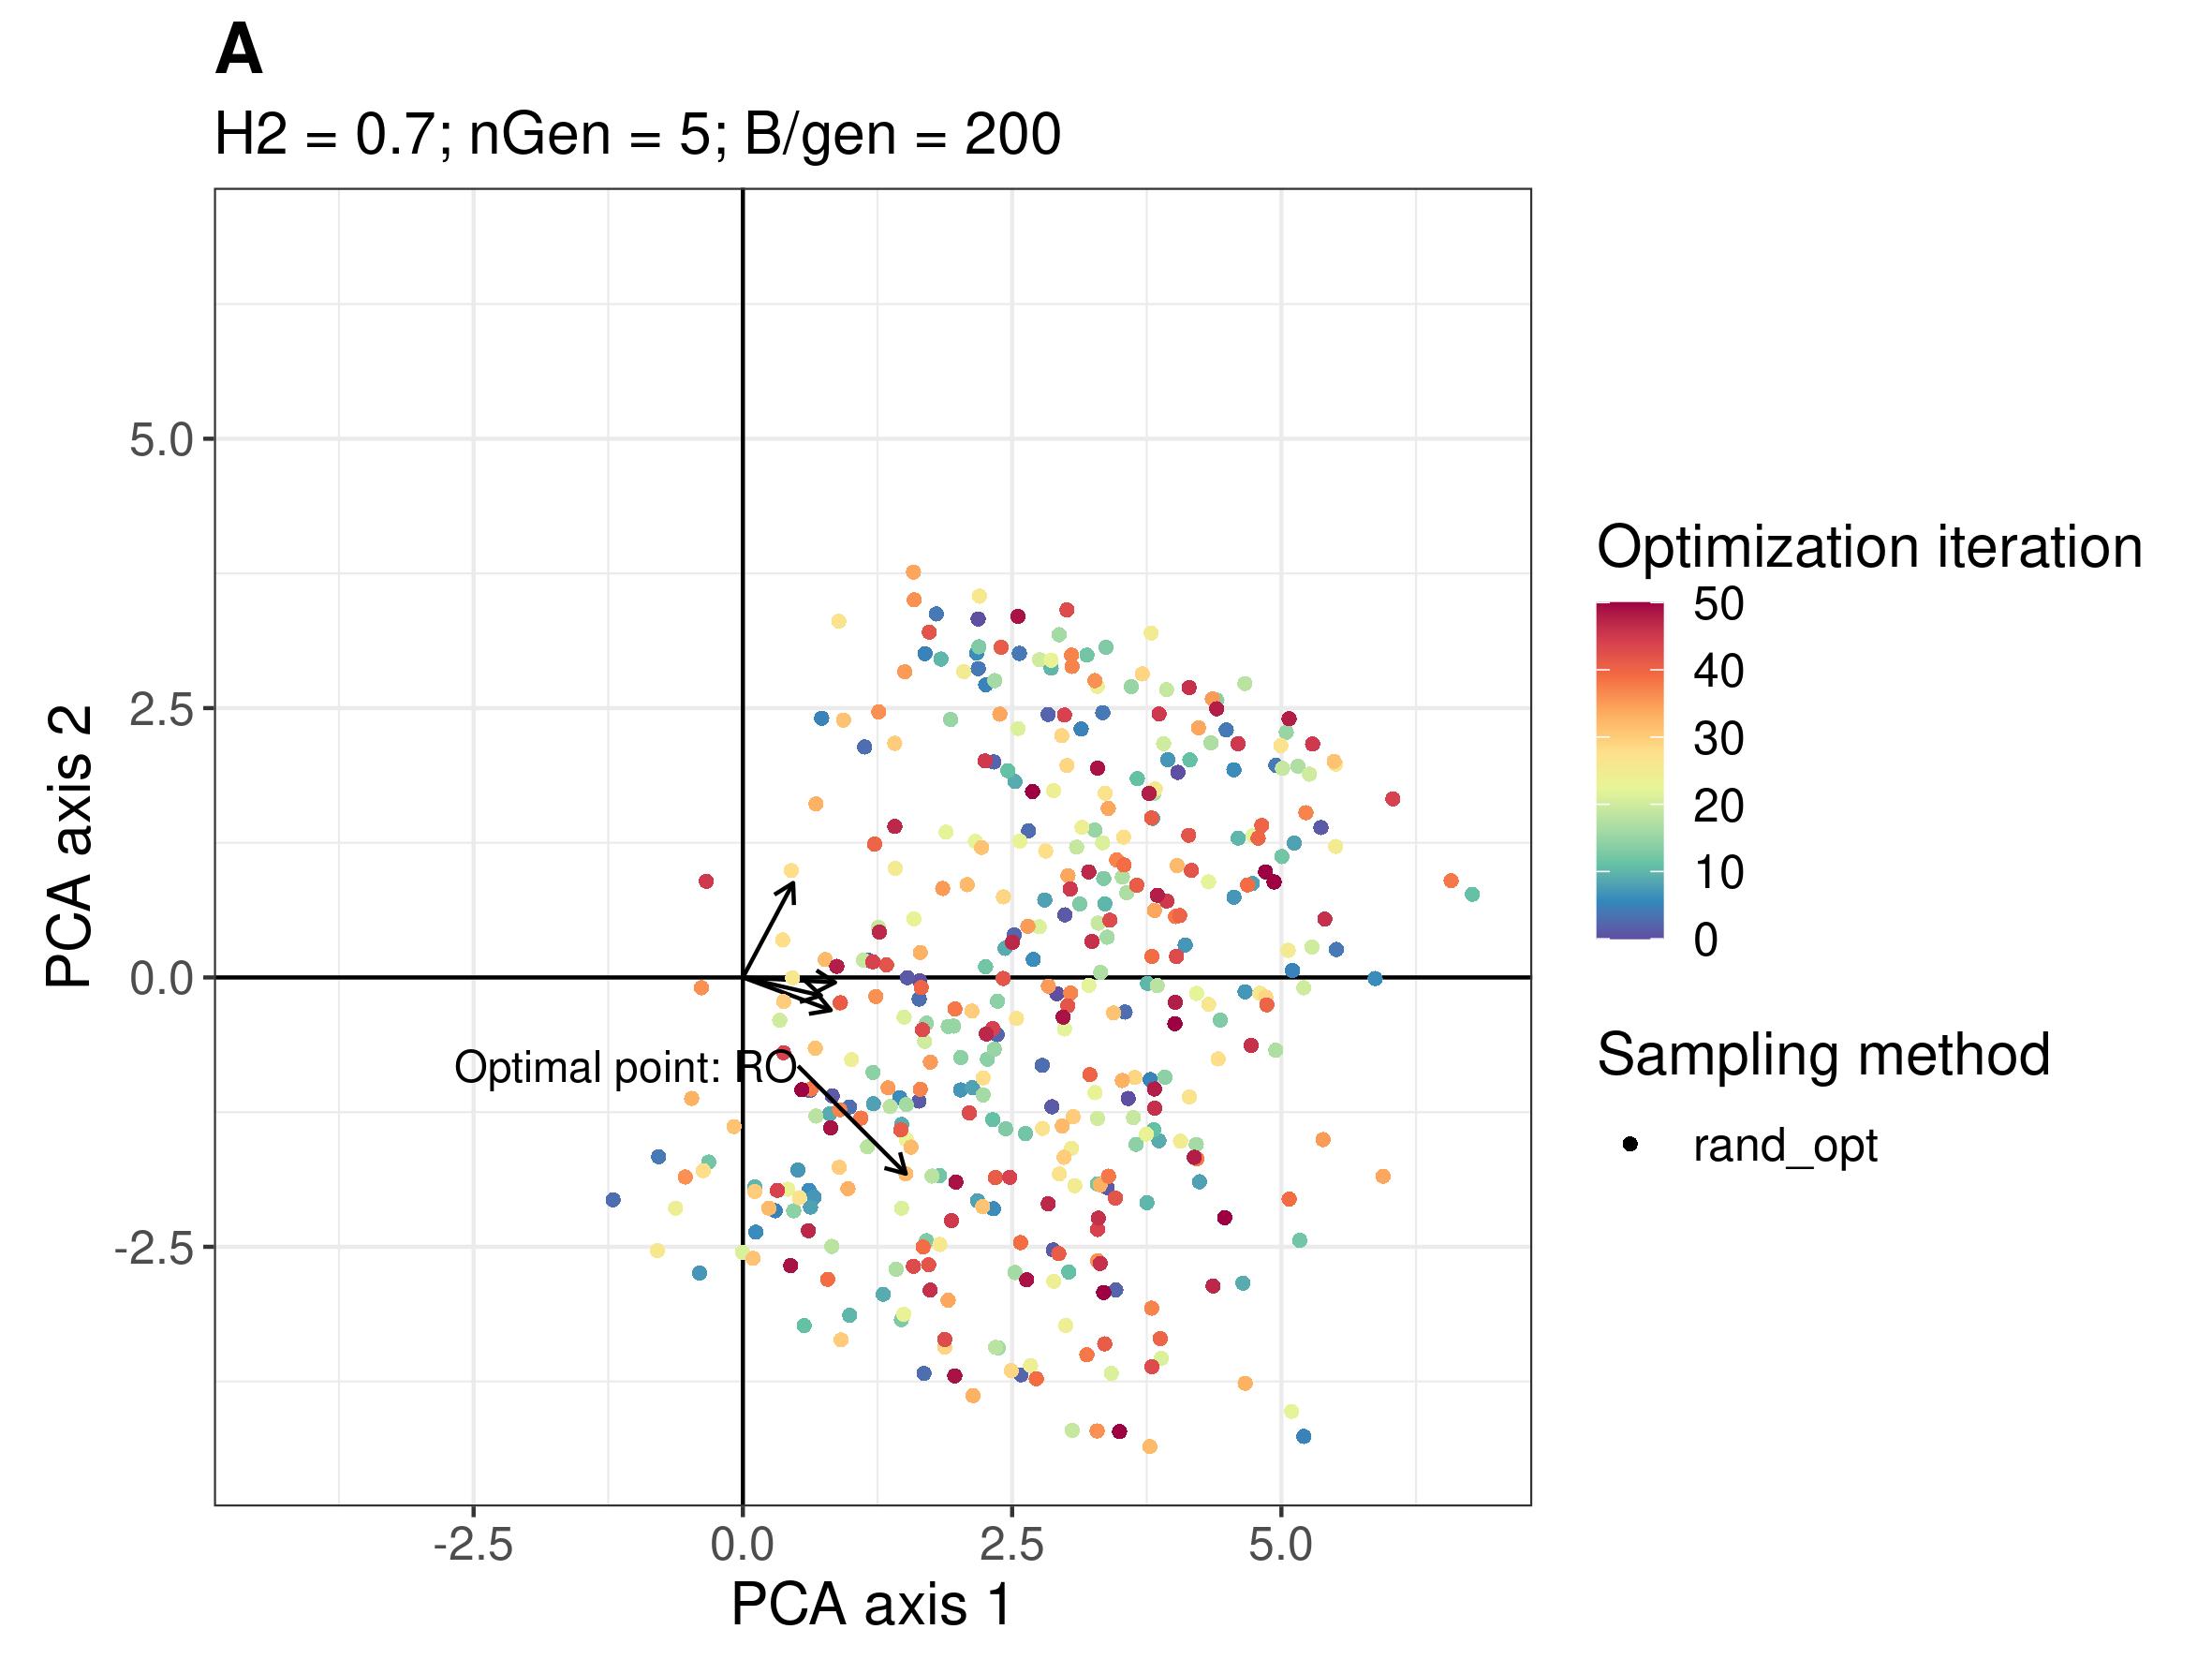 A
H2 = 0.7; nGen = 5; B/gen = 200
PCA axis 2
5.0
2.5
0.0
-2.5
Optimal point: RO
-2.5
0.0
2.5
5.0
PCA axis 1
Optimization iteration
50
40
30
20
10
0
Sampling method
rand_opt